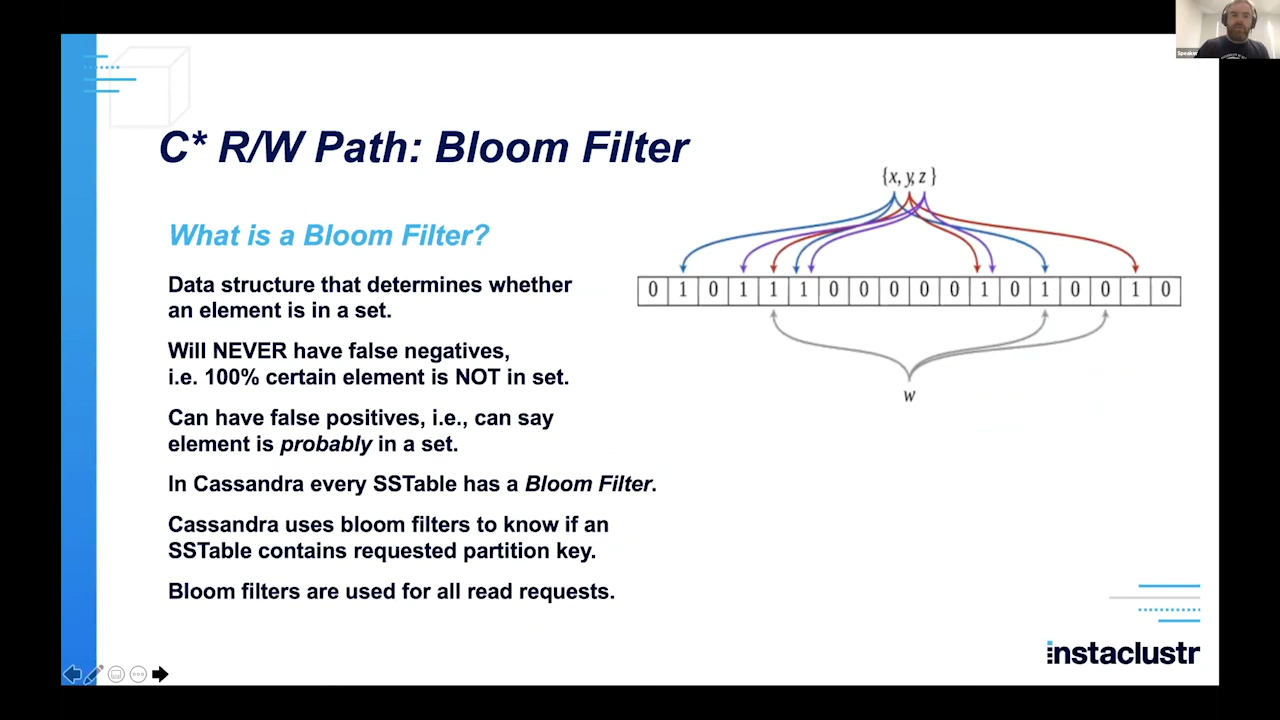 Speaker
C* R/W Path: Bloom Filter
{x, y, z }
What is a Bloom Filter?
Data structure that determines whether
an element is in a set.
0 1 0 1 1 1 0 0 0 0 0 1 0 1 0 0 1 0
Will NEVER have false negatives,
i.e. 100% certain element is NOT in set.
w
Can have false positives, i.e., can say
element is probably in a set.
In Cassandra every SSTable has a Bloom Filter.
Cassandra uses bloom filters to know if an
SSTable contains requested partition key.
Bloom filters are used for all read requests.
instaclustr